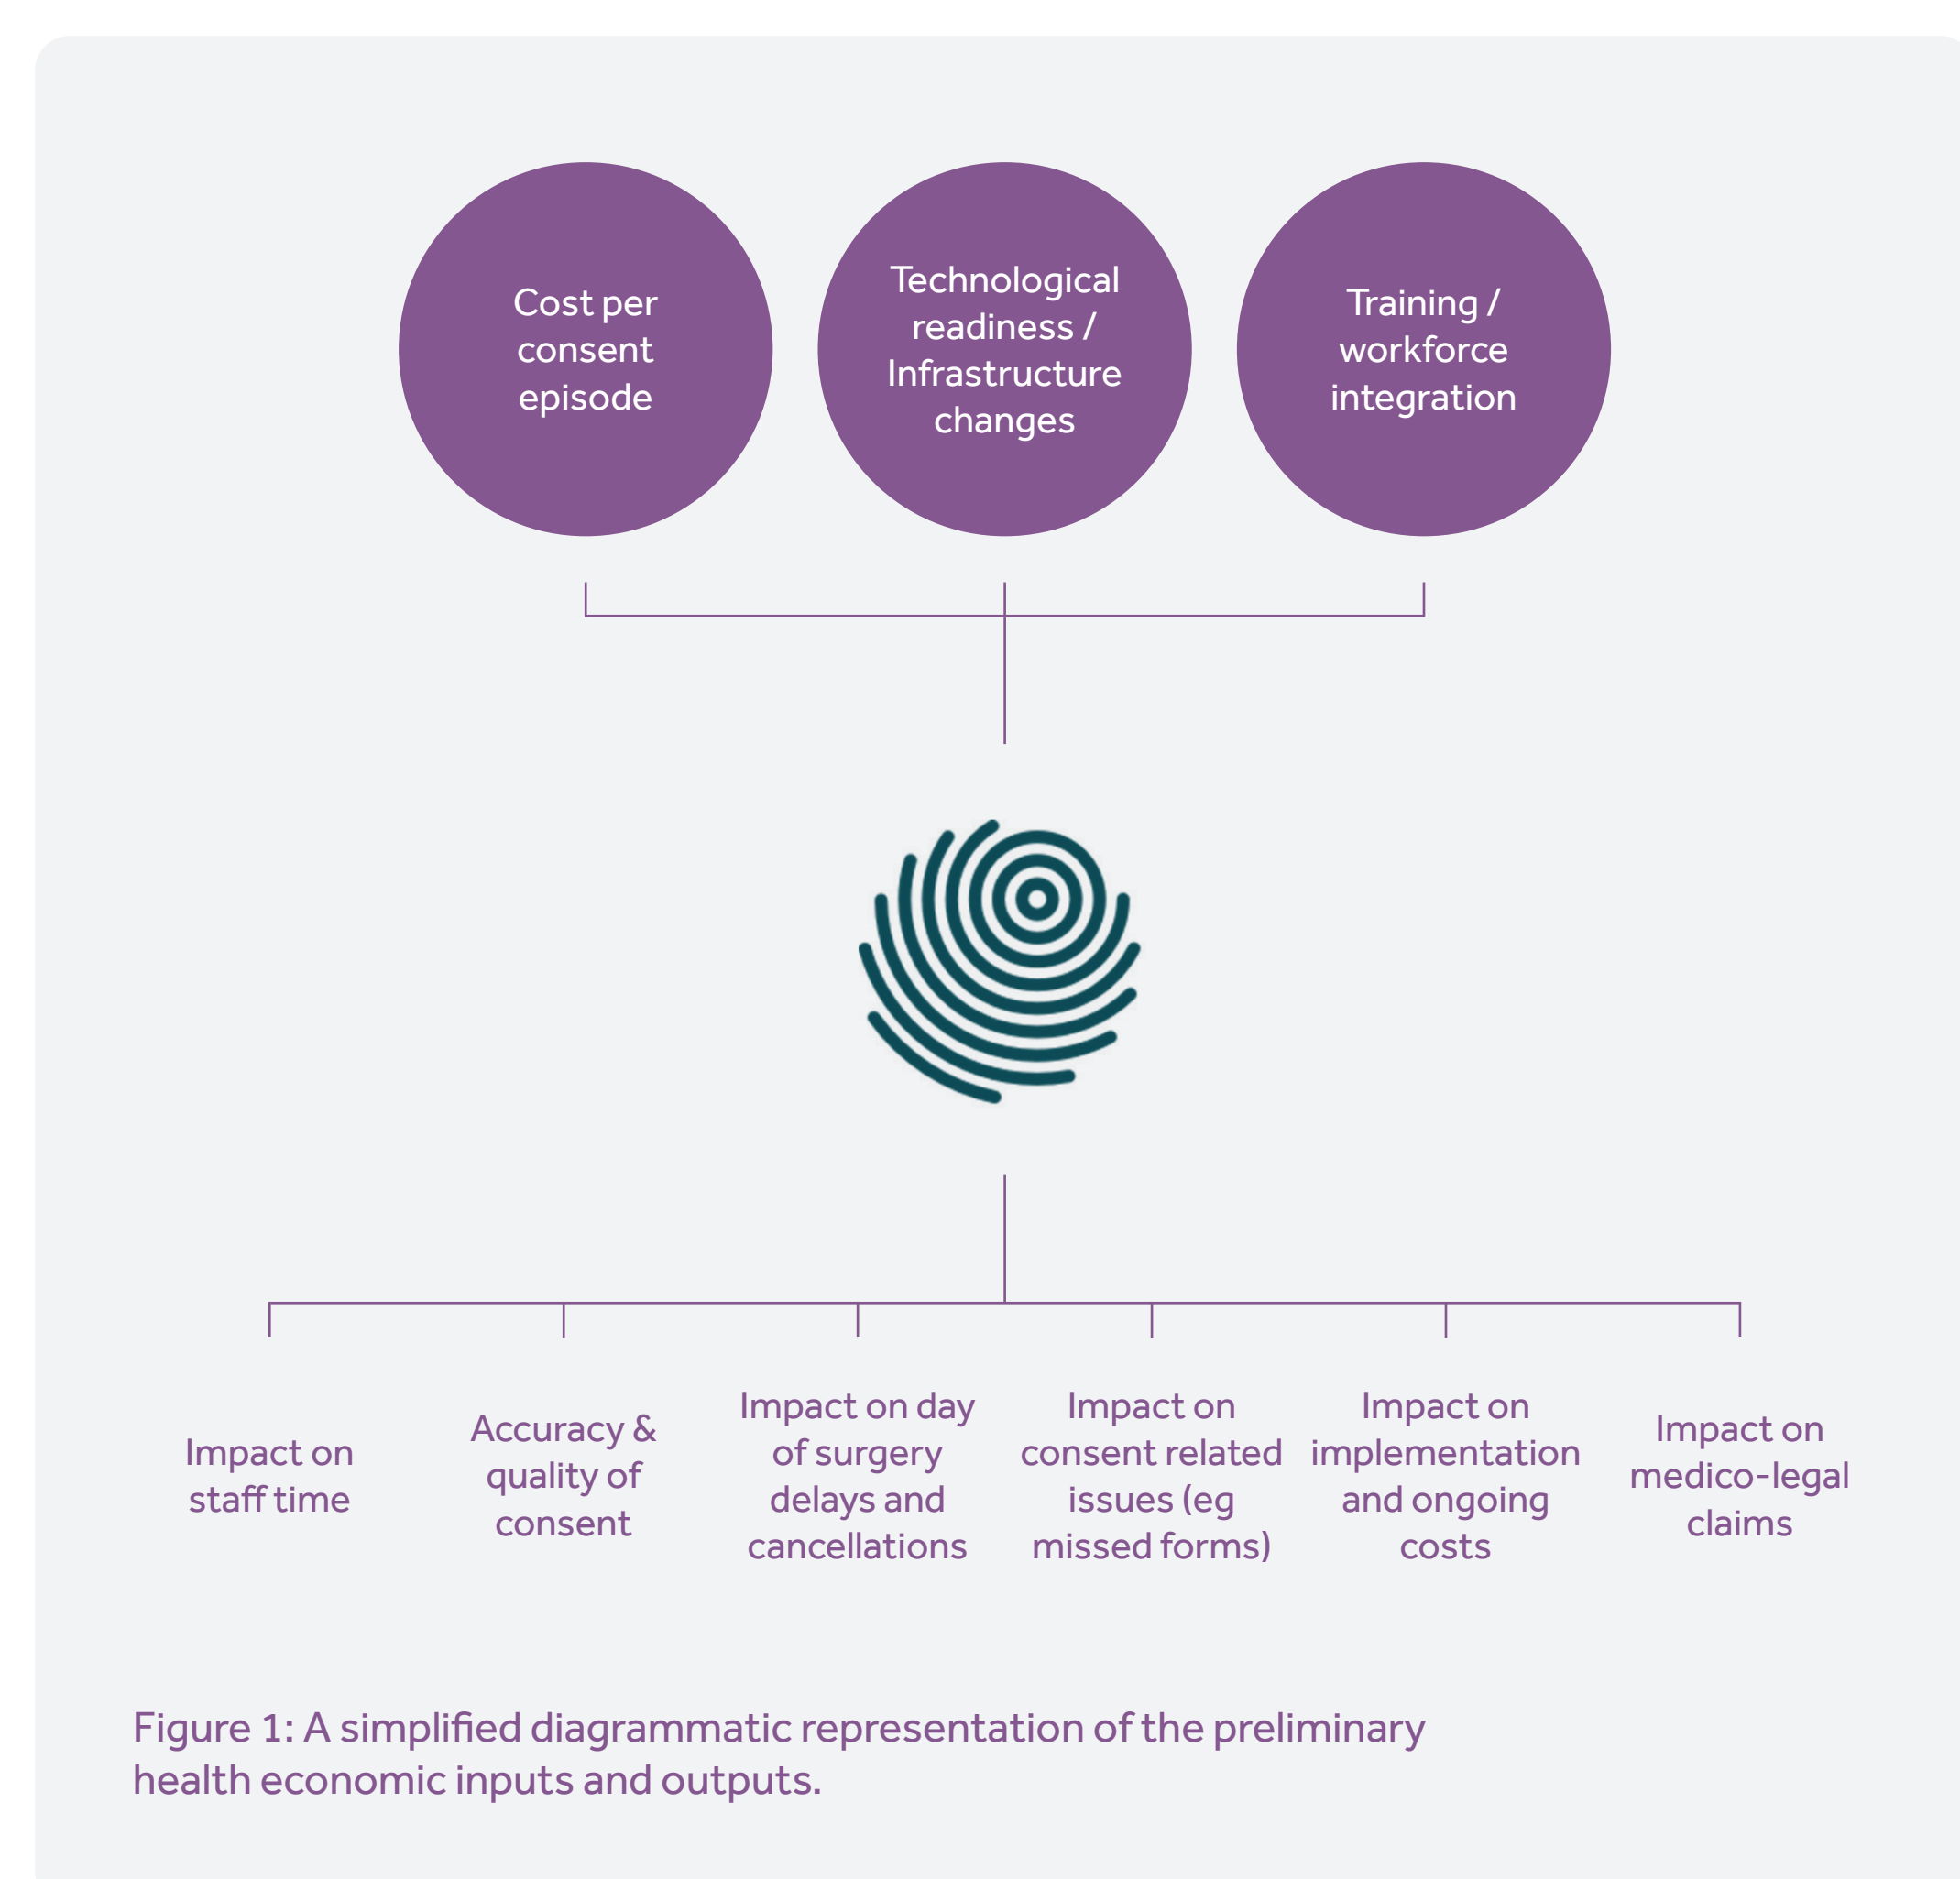 Cost per
consent
episode
Technological
readiness /
Infrastructure
changes
Training /
workforce
integration
Impact on
staff time
Accuracy &
quality of
consent
Impact on day
of surgery
delays and
cancellations
Impact on
consent related
issues (eg
missed forms)
Impact on
implementation
and ongoing
costs
Impact on
medico-legal
claims
Figure 1: A simplified diagrammatic representation of the preliminary
health economic inputs and outputs.